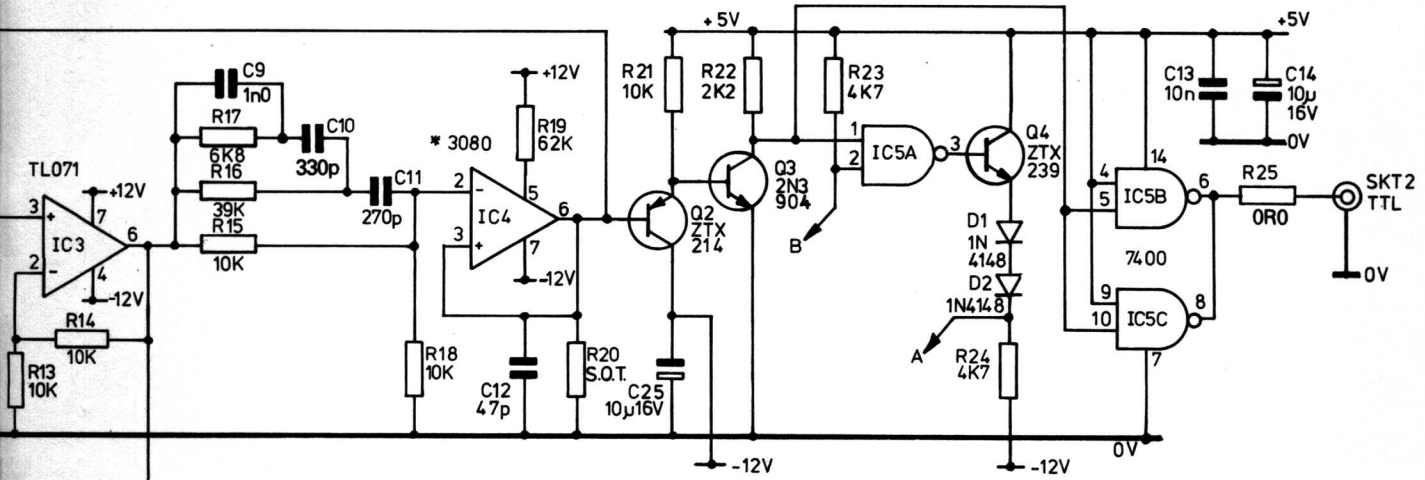 +5V
+5V
C9
1n0
R17
6K8
C10
330p
R16
39K
R15
10K
C11
270p
+12V
R19
62K
* 3080
R21
10K
R22
2K2
R23
4K7
1
2
IC5A
3
Q4
ZTX
239
C13
10n
C14
10µ
16V
0V
TL071
+12V
3
+
7
IC3
6
2
-
4
-12V
R14
10K
R13
10K
R18
10K
2
-
5
IC4
6
3
+
7
-12V
C12
47p
R20
S.O.T.
Q2
ZTX
214
C25
10µ16V
Q3
2N3
904
B
D1
1N
4148
D2
1N4148
A
R24
4K7
14
4
5
IC5B
6
7400
9
10
IC5C
8
7
R25
0R0
SKT2
TTL
0V
0V
-12V
-12V